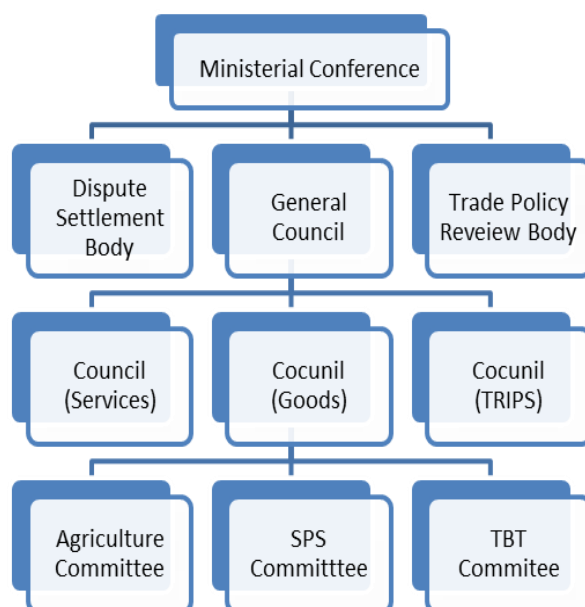 Ministerial Conference
Dispute
Settlement
Body
General
Council
Trade Policy
Reveiew Body
Council
(Services)
Cocunil
(Goods)
Cocunil
(TRIPS)
Agriculture
Committee
SPS
Committtee
TBT
Commitee